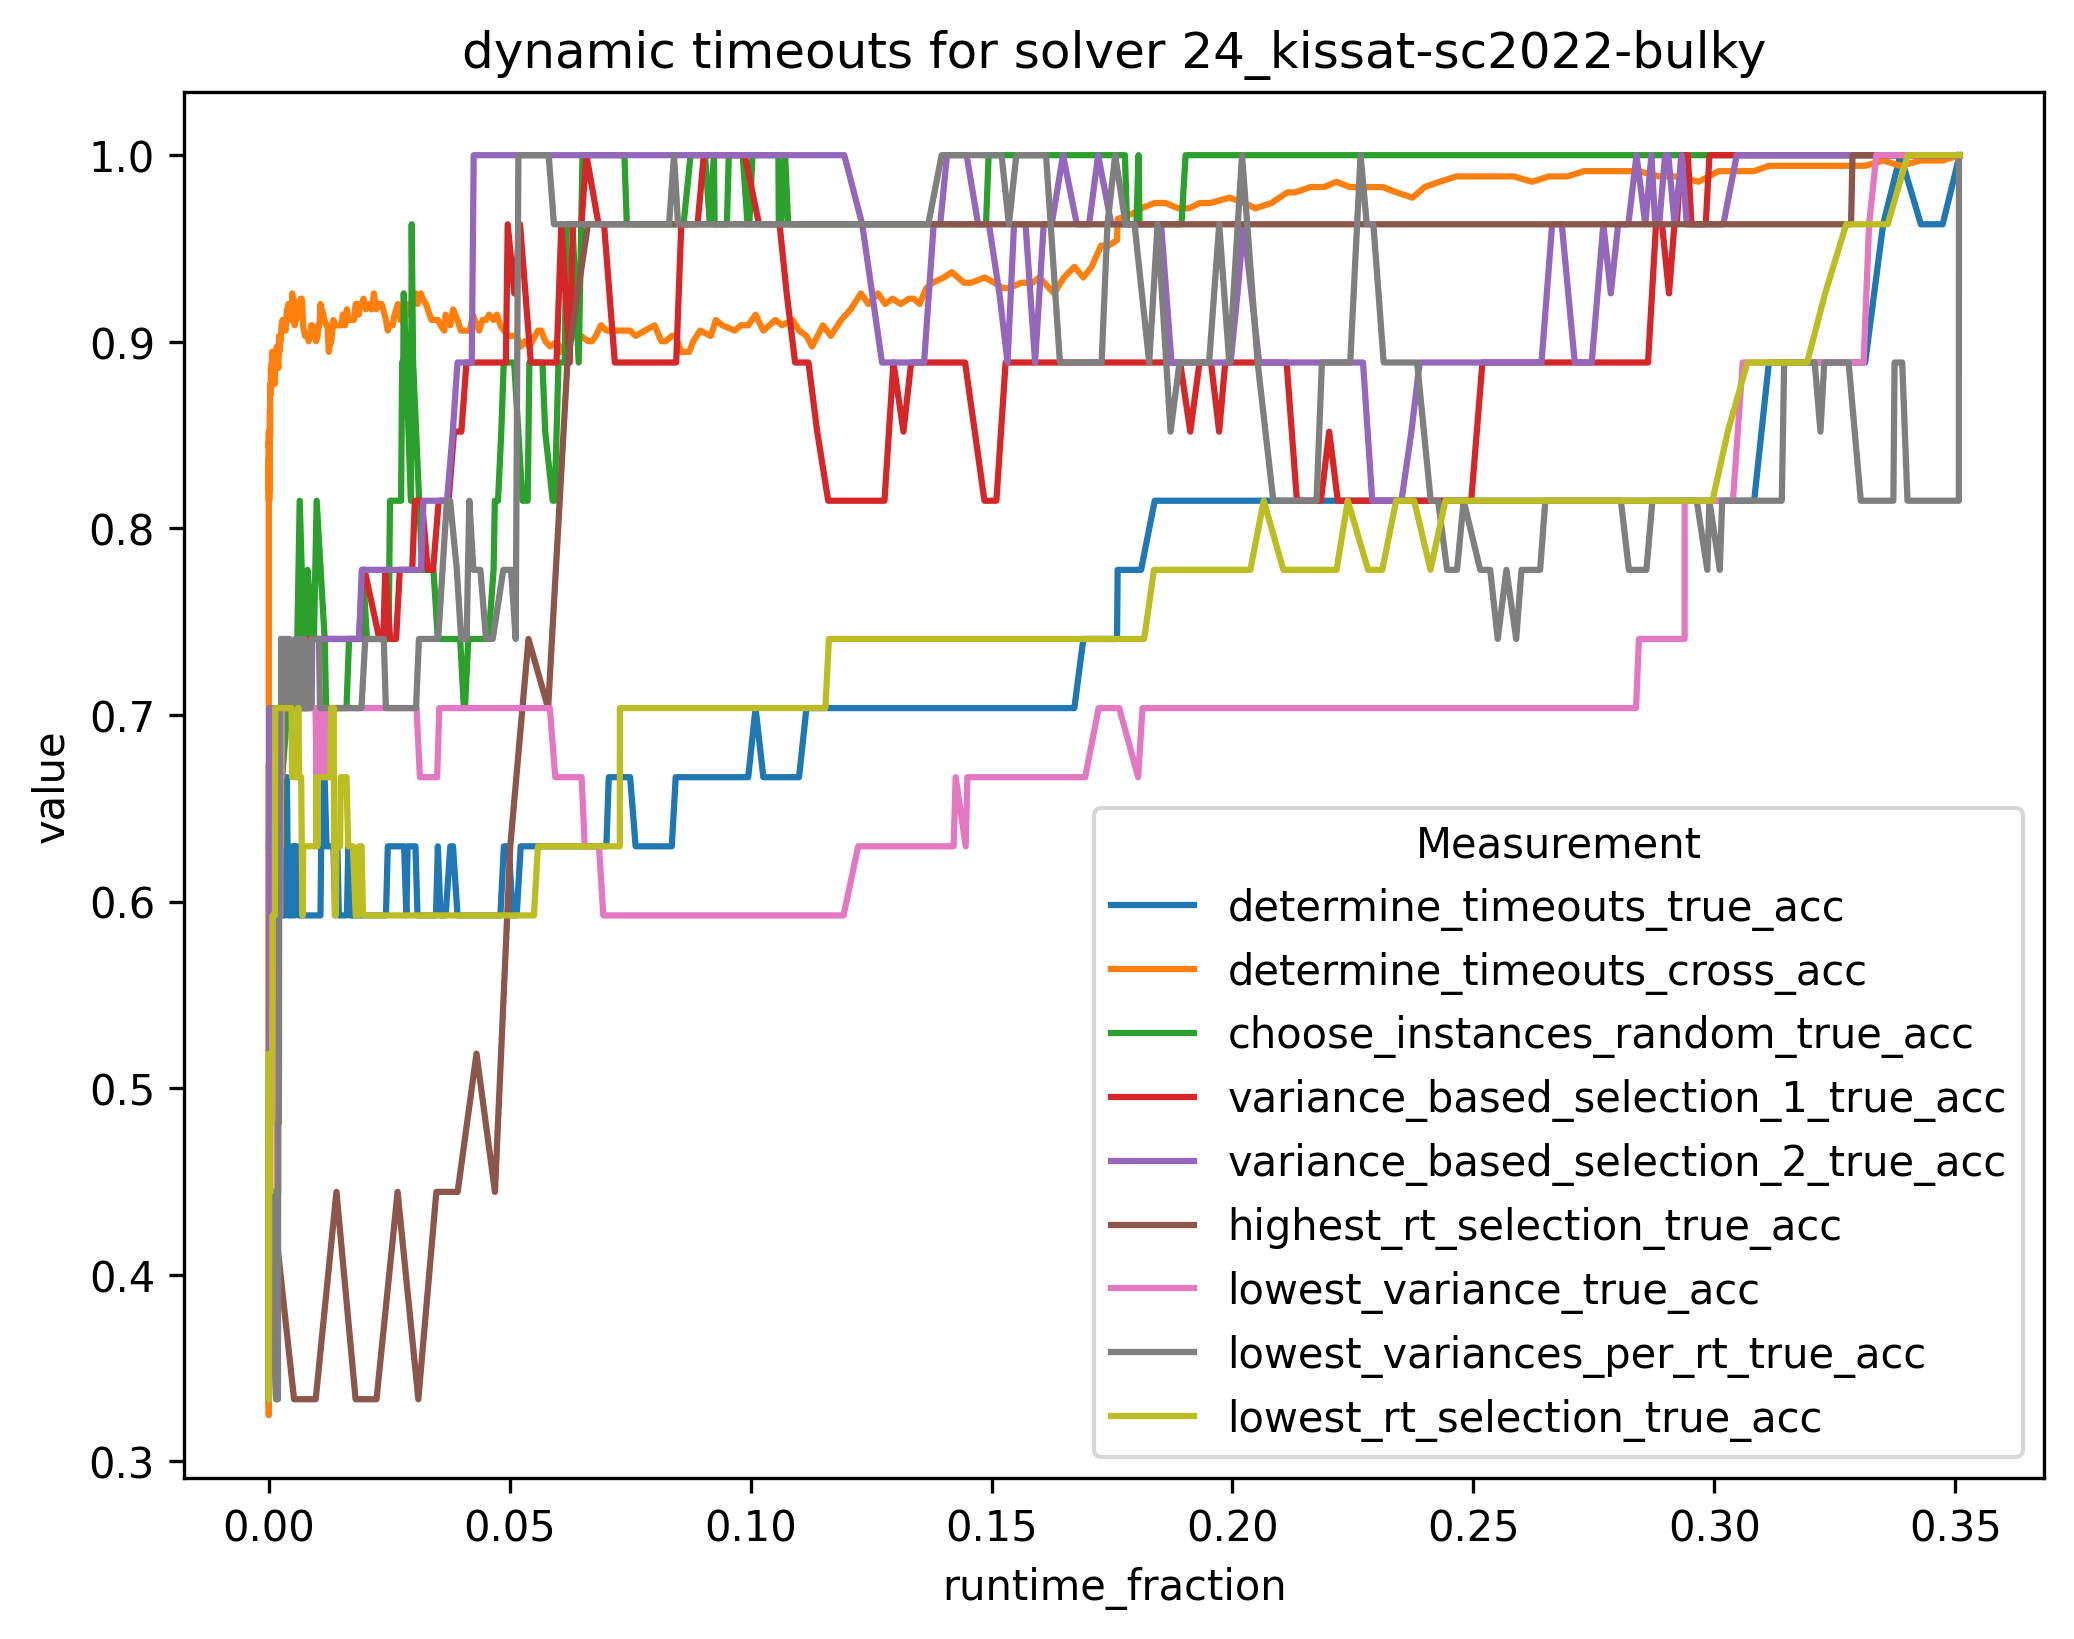 dynamic timeouts for solver 24_kissat-sc2022-bulky
1.0
0.9
0.8
0.7
0.6
0.5
0.4
0.3
value
0.00
0.05
0.10
0.15
0.20
0.25
0.30
0.35
runtime_fraction
Measurement
determine_timeouts_true_acc
determine_timeouts_cross_acc
choose_instances_random_true_acc
variance_based_selection_1_true_acc
variance_based_selection_2_true_acc
highest_rt_selection_true_acc
lowest_variance_true_acc
lowest_variances_per_rt_true_acc
lowest_rt_selection_true_acc